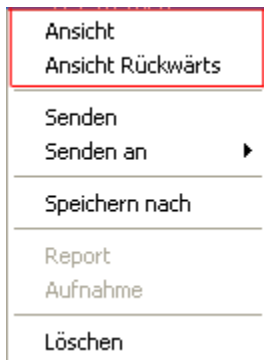 Ansicht
Ansicht Rückwärts
Senden
Senden an
Speichern nach
Report
Aufnahme
Löschen